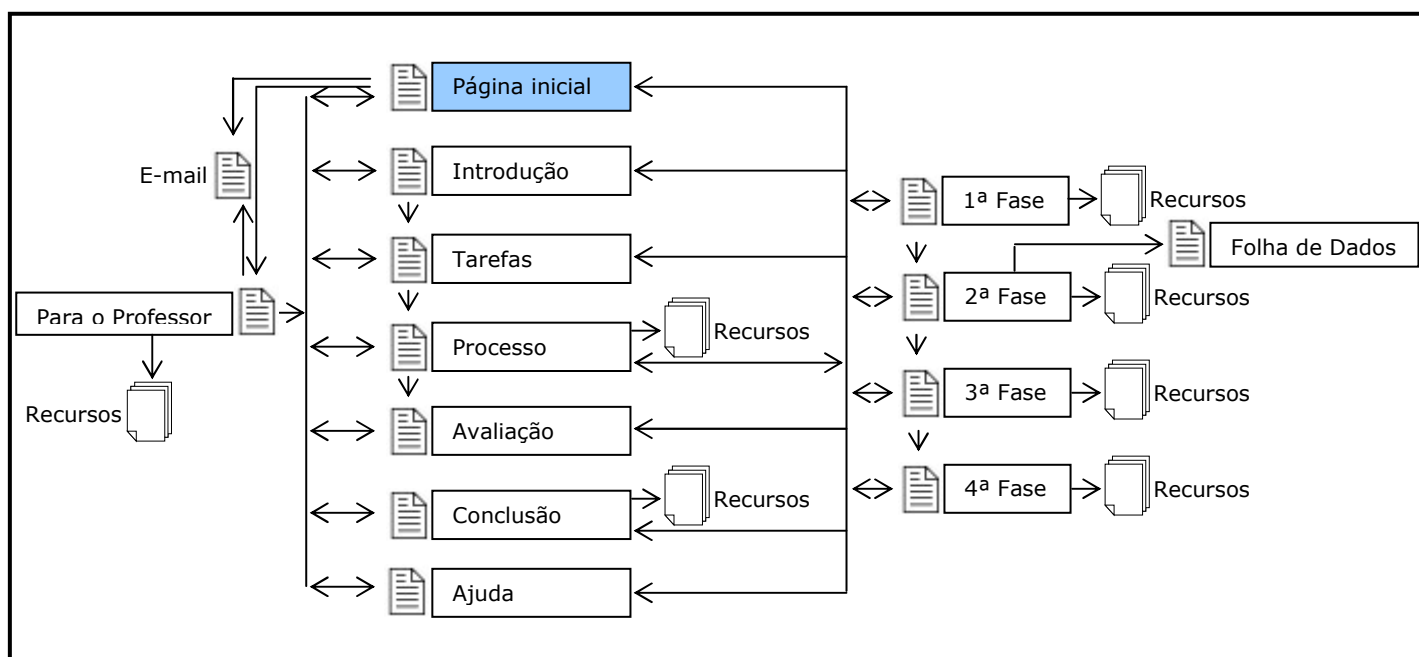 Página inicial
E-mail
Introdução
Tarefas
Para o Professor
Recursos
Processo
Recursos
Avaliação
Conclusão
Recursos
Ajuda
1ª Fase
Recursos
Folha de Dados
2ª Fase
Recursos
3ª Fase
Recursos
4ª Fase
Recursos